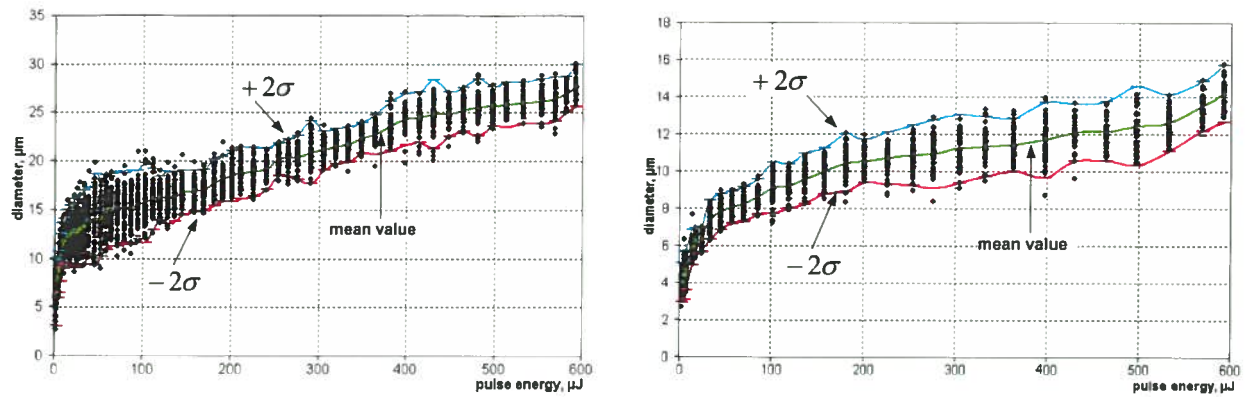 35
30
25
20
15
10
5
0
diameter, µm
+2σ
mean value
−2σ
0 100 200 300 400 500 600
pulse energy, µJ
18
16
14
12
10
8
6
4
2
0
diameter, µm
+2σ
mean value
−2σ
0 100 200 300 400 500 600
pulse energy, µJ